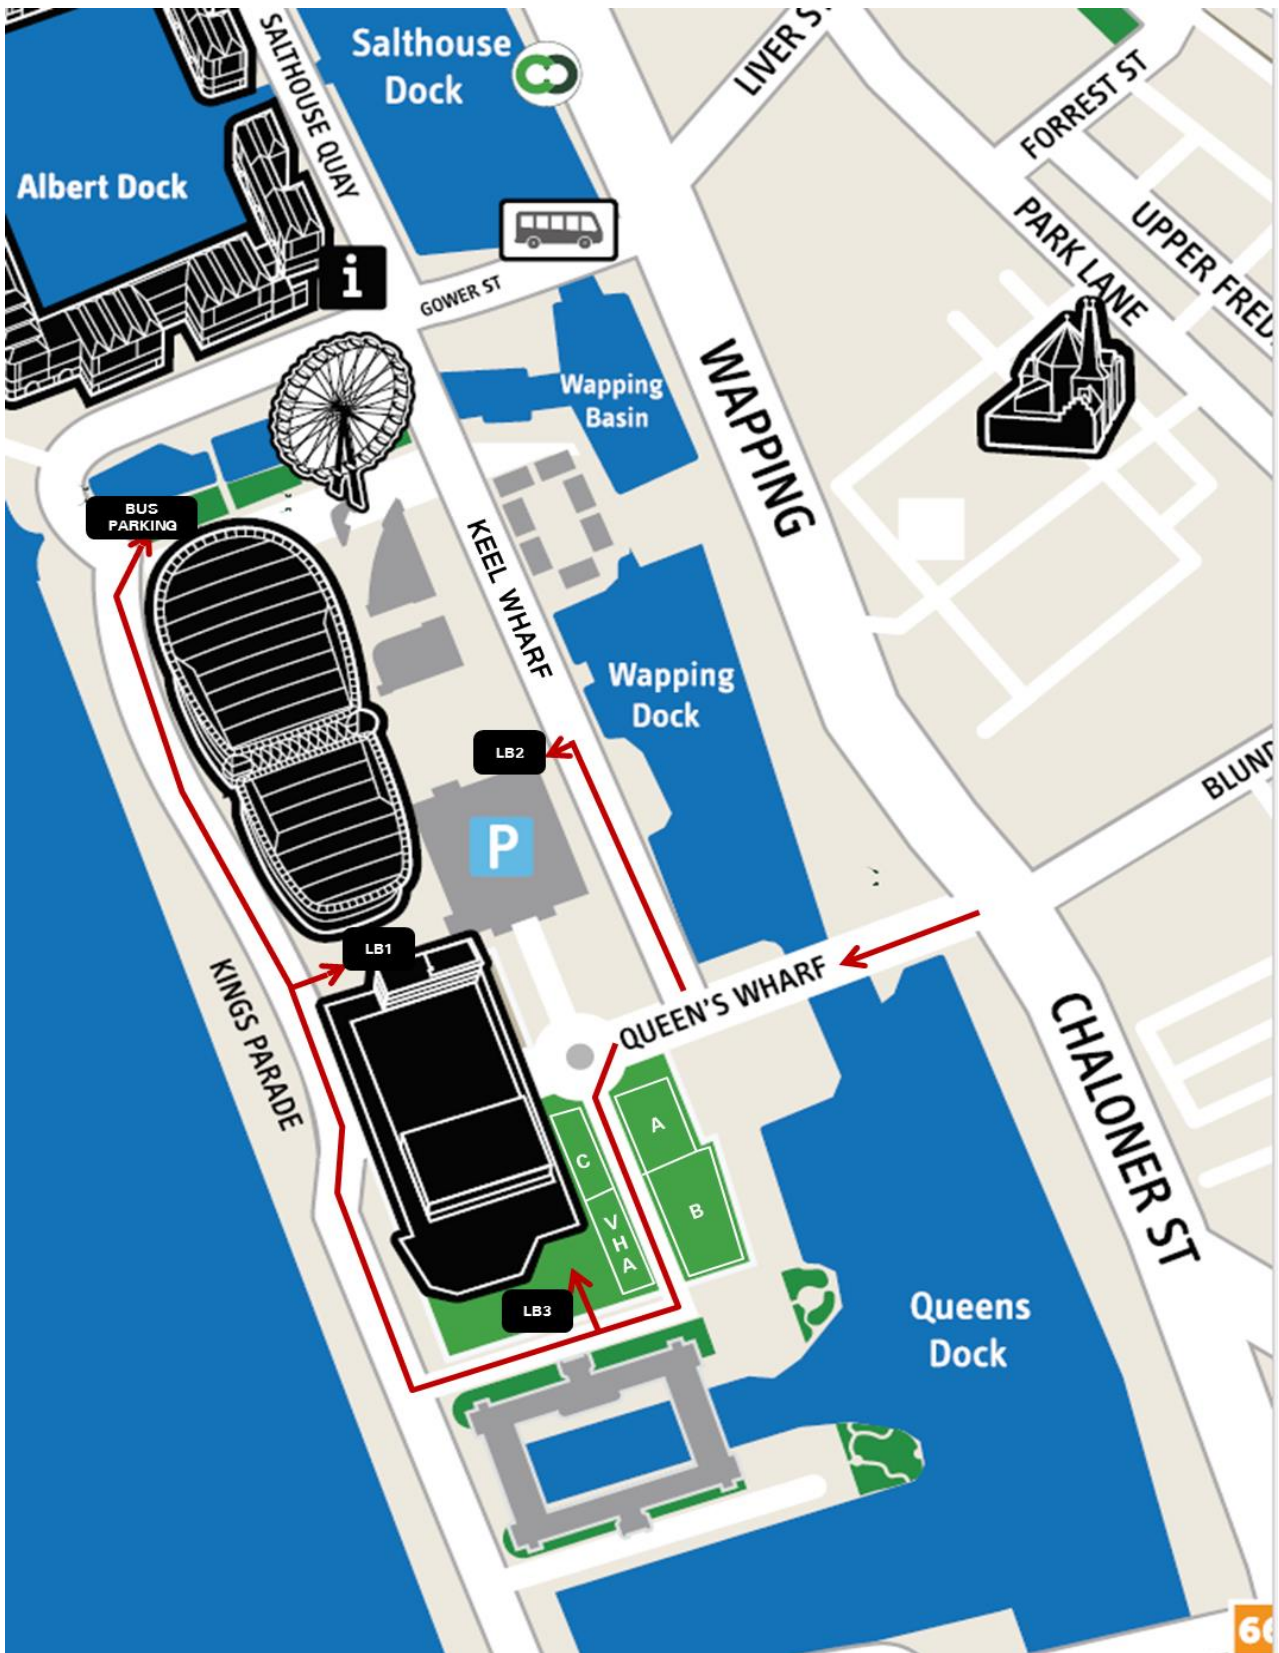 SALTHOUSE QUAY
Salthouse
Dock
LIVER S
FORREST ST
Albert Dock
PARK LANE
UPPER FRED
i
GOWER ST
WAPPING
Wapping
Basin
BUS
PARKING
KEEL WHARF
Wapping
Dock
LB2
BLUND
P
LB1
QUEEN'S WHARF
KINGS PARADE
CHALONER ST
A
C
B
V
H
A
LB3
Queens
Dock